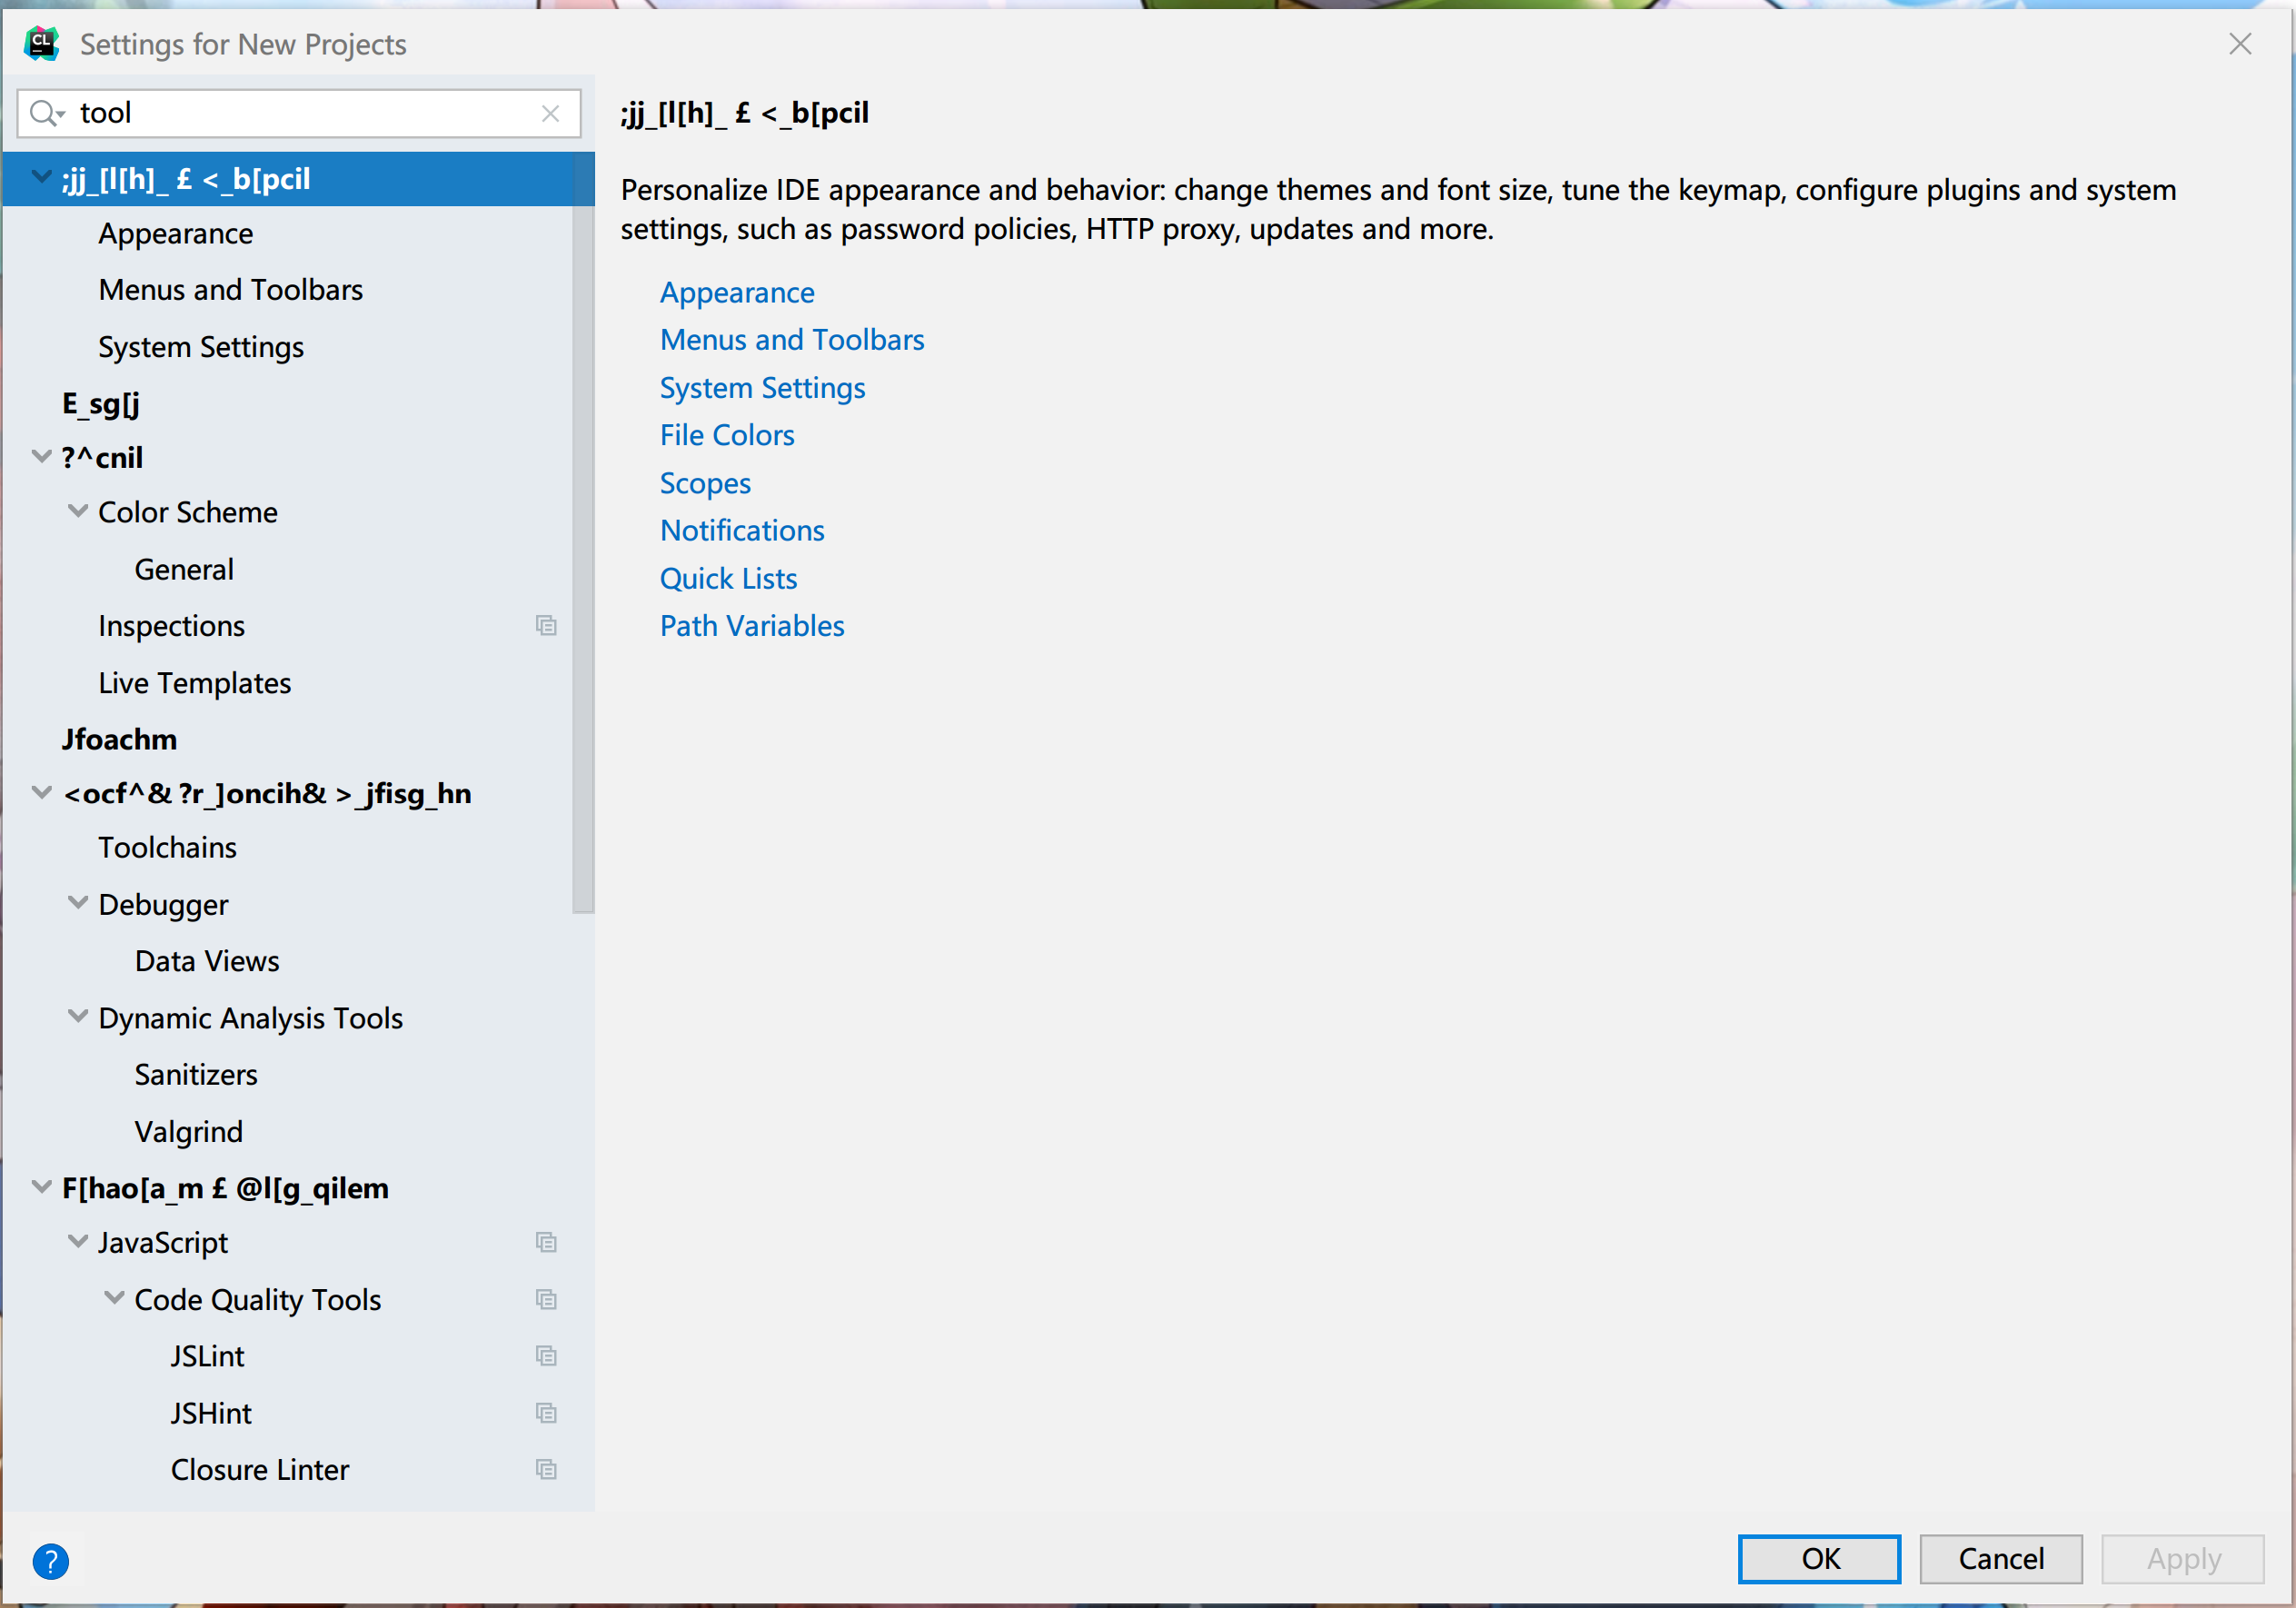 CL
Settings for New Projects
tool
;jj_[l[h]_ £ <_b[pcil
Appearance
Menus and Toolbars
System Settings
E_sg[j
?^cnil
Color Scheme
General
Inspections
Live Templates
Jfoachm
<ocf^& ?r_]oncih& >_jfisg_hn
Toolchains
Debugger
Data Views
Dynamic Analysis Tools
Sanitizers
Valgrind
F[hao[a_m £ @l[g_qilem
JavaScript
Code Quality Tools
JSLint
JSHint
Closure Linter
;jj_[l[h]_ £ <_b[pcil
Personalize IDE appearance and behavior: change themes and font size, tune the keymap, configure plugins and system
settings, such as password policies, HTTP proxy, updates and more.
Appearance
Menus and Toolbars
System Settings
File Colors
Scopes
Notifications
Quick Lists
Path Variables
?
OK
Cancel
Apply